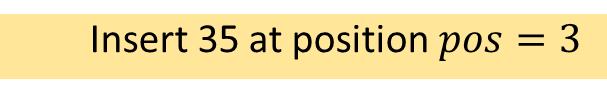 Insert 35 at position pos = 3